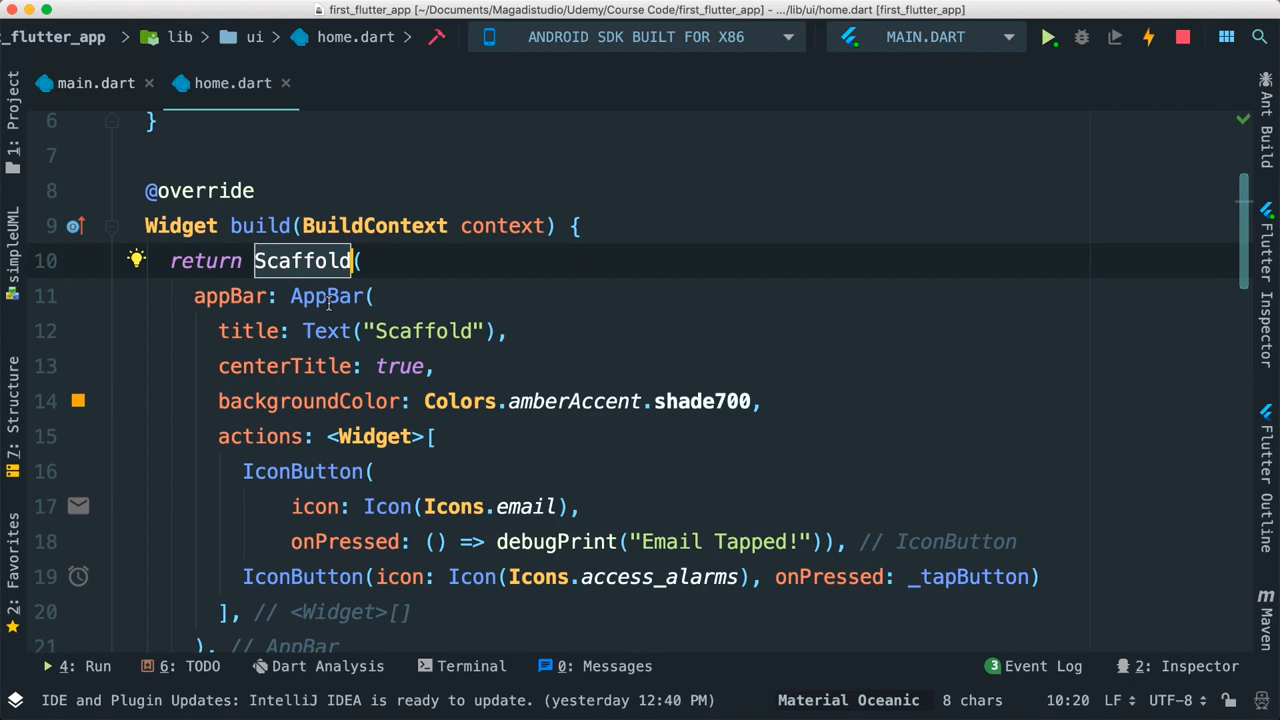 first_flutter_app [~/Documents/Magadistudio/Udemy/Course Code/first_flutter_app] - .../lib/ui/home.dart [first_flutter_app]
t_flutter_app lib ui home.dart ANDROID SDK BUILT FOR X86 MAIN.DART
main.dart home.dart
6 }
7
8 @override
9 Widget build(BuildContext context) {
10 return Scaffold(
11 appBar: AppBar(
12 title: Text("Scaffold"),
13 centerTitle: true,
14 backgroundColor: Colors.amberAccent.shade700,
15 actions: <Widget>[
16 IconButton(
17 icon: Icon(Icons.email),
18 onPressed: () => debugPrint("Email Tapped!")), // IconButton
19 IconButton(icon: Icon(Icons.access_alarms), onPressed: _tapButton)
20 ], // <Widget>[]
21 ), // AppBar
1: Project
simpleUML
7: Structure
2: Favorites
Ant Build
Flutter Inspector
Flutter Outline
m Maven
4: Run 6: TODO Dart Analysis Terminal 0: Messages 3 Event Log 2: Inspector
IDE and Plugin Updates: IntelliJ IDEA is ready to update. (yesterday 12:40 PM) Material Oceanic 8 chars 10:20 LF UTF-8